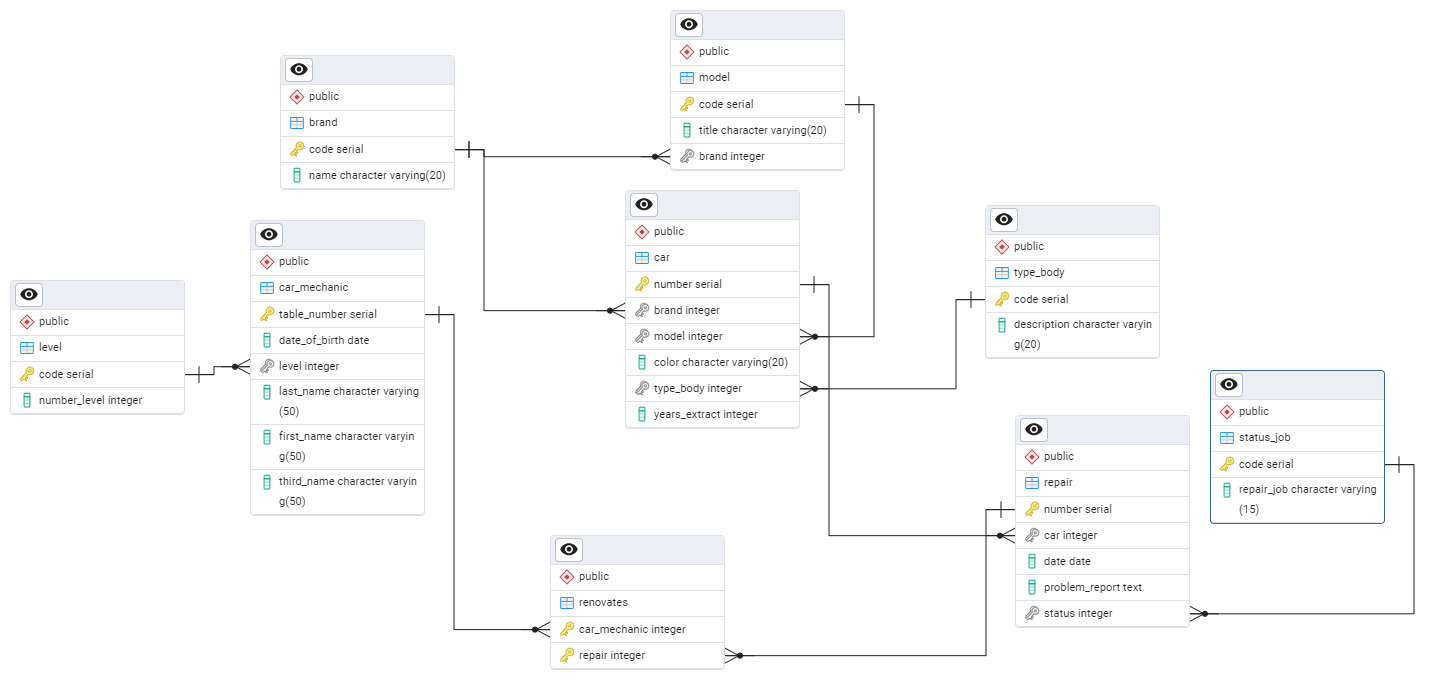 public
model
code serial
title character varying(20)
brand integer
public
brand
code serial
name character varying(20)
public
car
number serial
brand integer
model integer
color character varying(20)
type_body integer
years_extract integer
public
type_body
code serial
description character varyin
g(20)
public
car_mechanic
table_number serial
date_of_birth date
level integer
last_name character varying
(50)
first_name character varyin
g(50)
third_name character varyin
g(50)
public
level
code serial
number_level integer
public
status_job
code serial
repair_job character varying
(15)
public
repair
number serial
car integer
date date
problem_report text
status integer
public
renovates
car_mechanic integer
repair integer